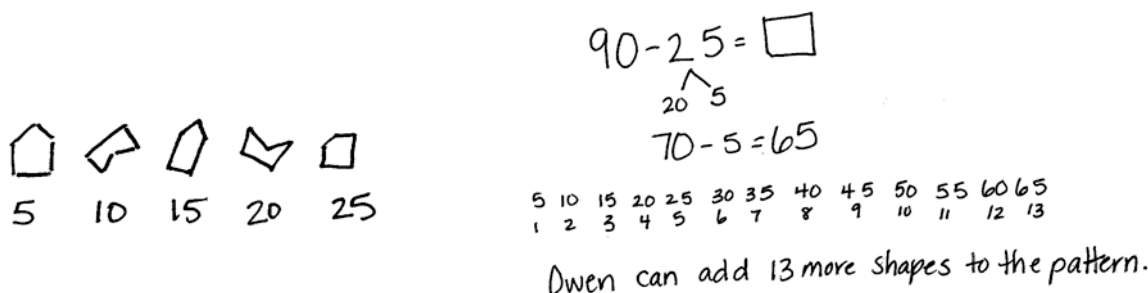 5 10 15 20 25
90 - 25 = □
20 5
70 - 5 = 65
5 10 15 20 25 30 35 40 45 50 55 60 65
1 2 3 4 5 6 7 8 9 10 11 12 13
Owen can add 13 more shapes to the pattern.